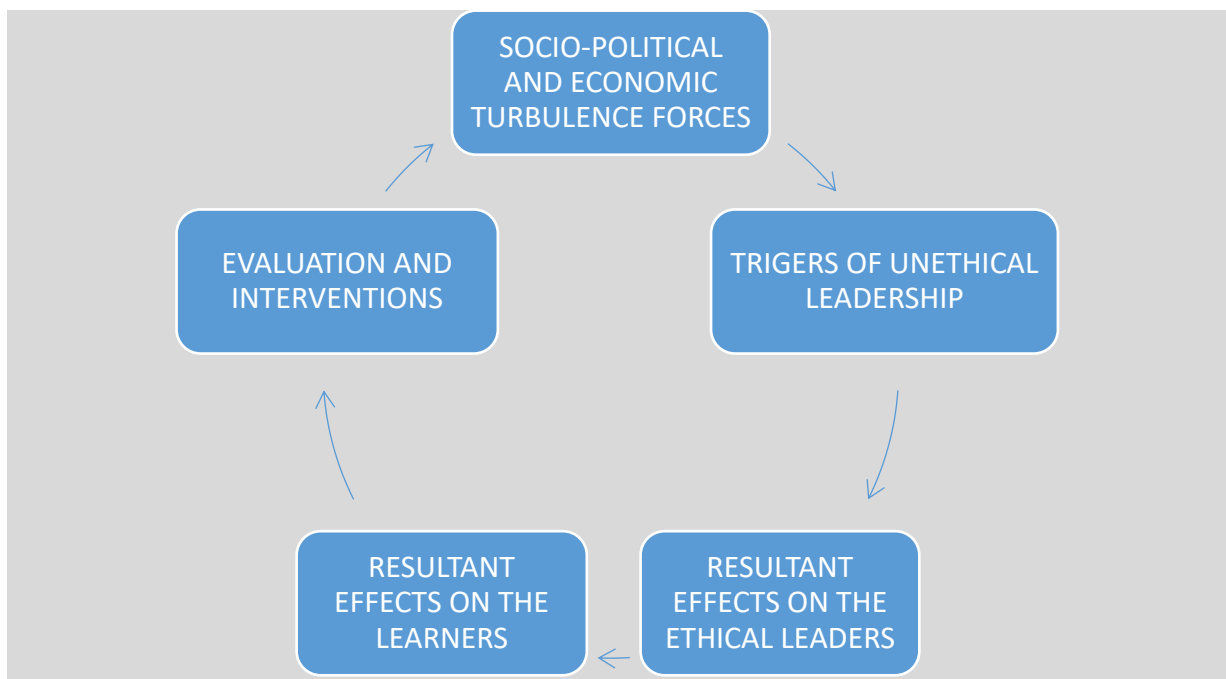 SOCIO-POLITICAL
AND ECONOMIC
TURBULENCE FORCES
TRIGERS OF UNETHICAL
LEADERSHIP
RESULTANT
EFFECTS ON THE
ETHICAL LEADERS
RESULTANT
EFFECTS ON THE
LEARNERS
EVALUATION AND
INTERVENTIONS